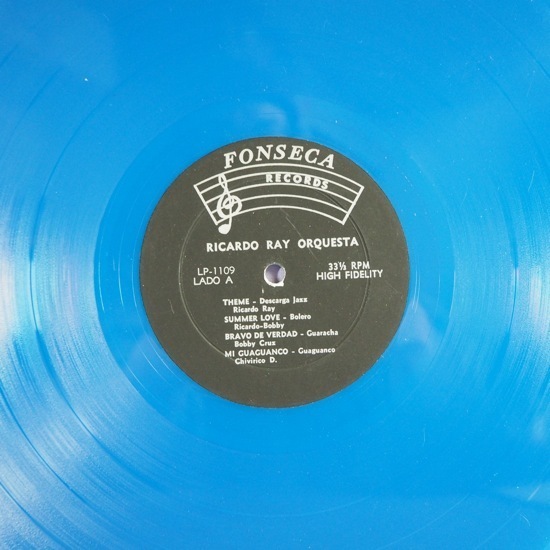 FONSECA
RECORDS
RICARDO RAY ORQUESTA
LP-1109
LADO A
33⅓ RPM
HIGH FIDELITY
THEME - Descarga Jazz
Ricardo Ray
SUMMER LOVE - Bolero
Ricardo-Bobby
BRAVO DE VERDAD - Guaracha
Bobby Cruz
MI GUAGUANCO - Guaguanco
Chivirico D.